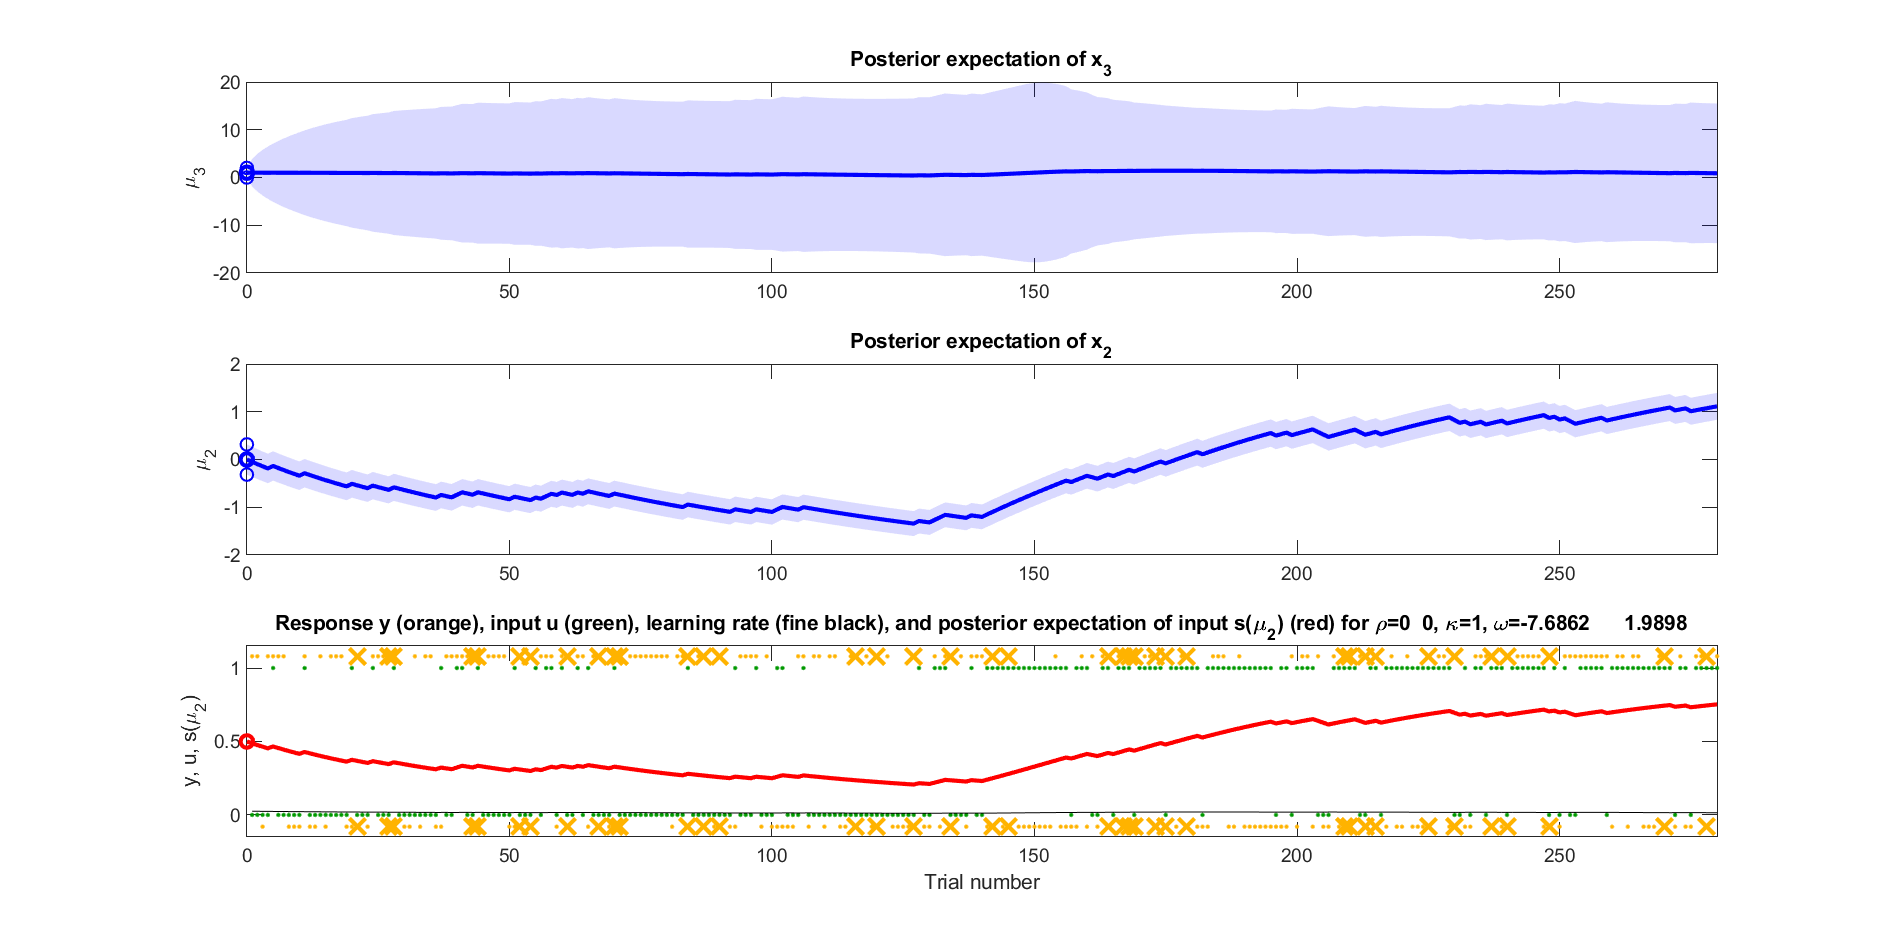 Posterior expectation of x3
20
10
0
-10
-20
μ3
0 50 100 150 200 250
Posterior expectation of x2
2
1
0
-1
-2
μ2
0 50 100 150 200 250
Response y (orange), input u (green), learning rate (fine black), and posterior expectation of input s(μ2) (red) for ρ=0 0, κ=1, ω=-7.6862 1.9898
1
0.5
0
y, u, s(μ2)
0 50 100 150 200 250
Trial number